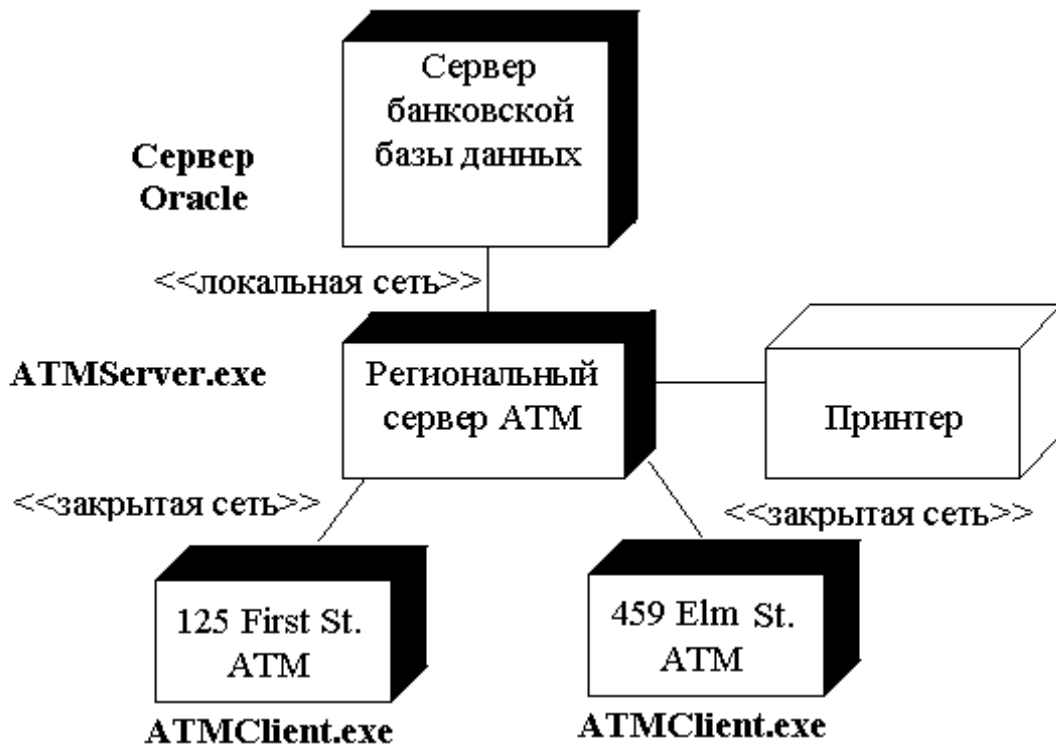 Сервер
банковской
базы данных
Сервер
Oracle
<<локальная сеть>>
ATMServer.exe
Региональный
сервер ATM
Принтер
<<закрытая сеть>>
<<закрытая сеть>>
125 First St.
ATM
459 Elm St.
ATM
ATMClient.exe
ATMClient.exe